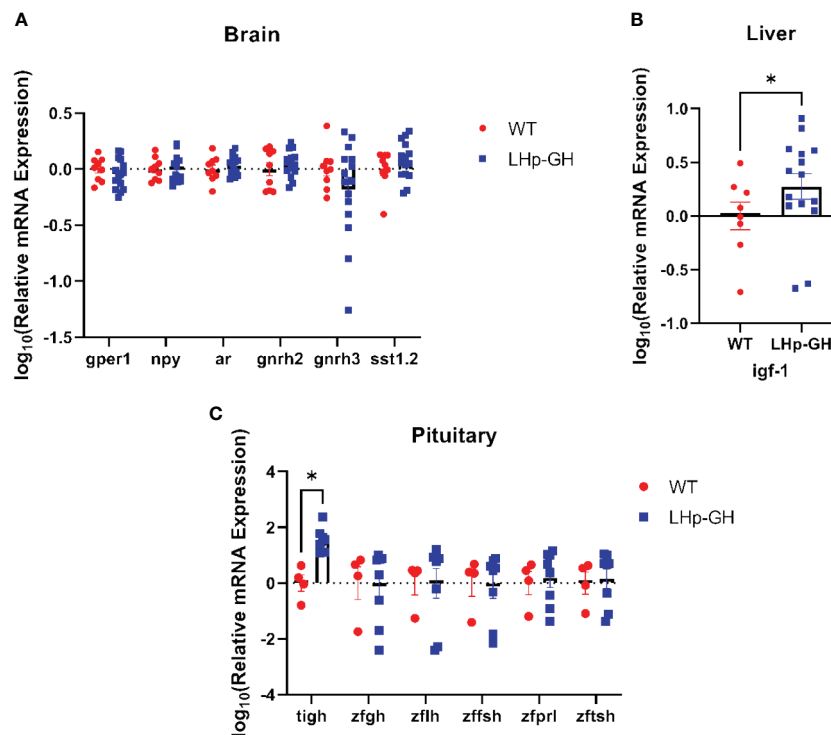 A
Brain
log10(Relative mRNA Expression)
0.5
0.0
-0.5
-1.0
-1.5
gper1 npy ar gnrh2 gnrh3 sst1.2
WT
LHp-GH
B
Liver
*
log10(Relative mRNA Expression)
1.0
0.5
0.0
-0.5
-1.0
WT LHp-GH
igf-1
C
Pituitary
*
log10(Relative mRNA Expression)
4
2
0
-2
-4
tigh zfgh zflh zffsh zfprl zftsh
WT
LHp-GH